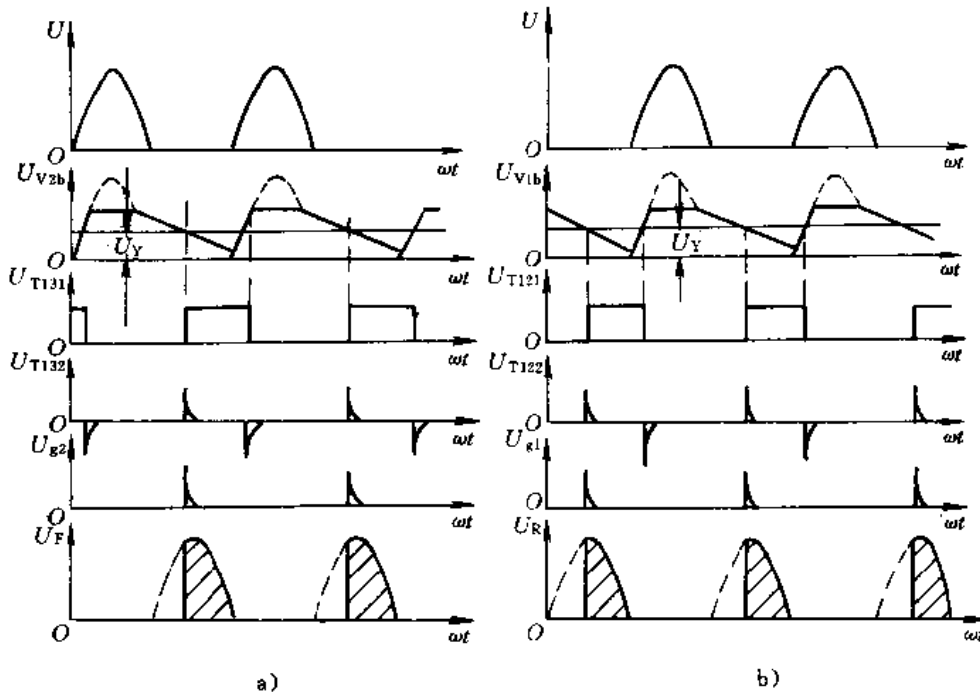 U
O
ωt
U_V2b
U_Y
O
ωt
U_T131
O
ωt
U_T132
O
ωt
U_g2
O
ωt
U_F
O
ωt
a)
U
O
ωt
U_V1b
U_Y
O
ωt
U_T121
O
ωt
U_T122
O
ωt
U_g1
O
ωt
U_R
O
ωt
b)